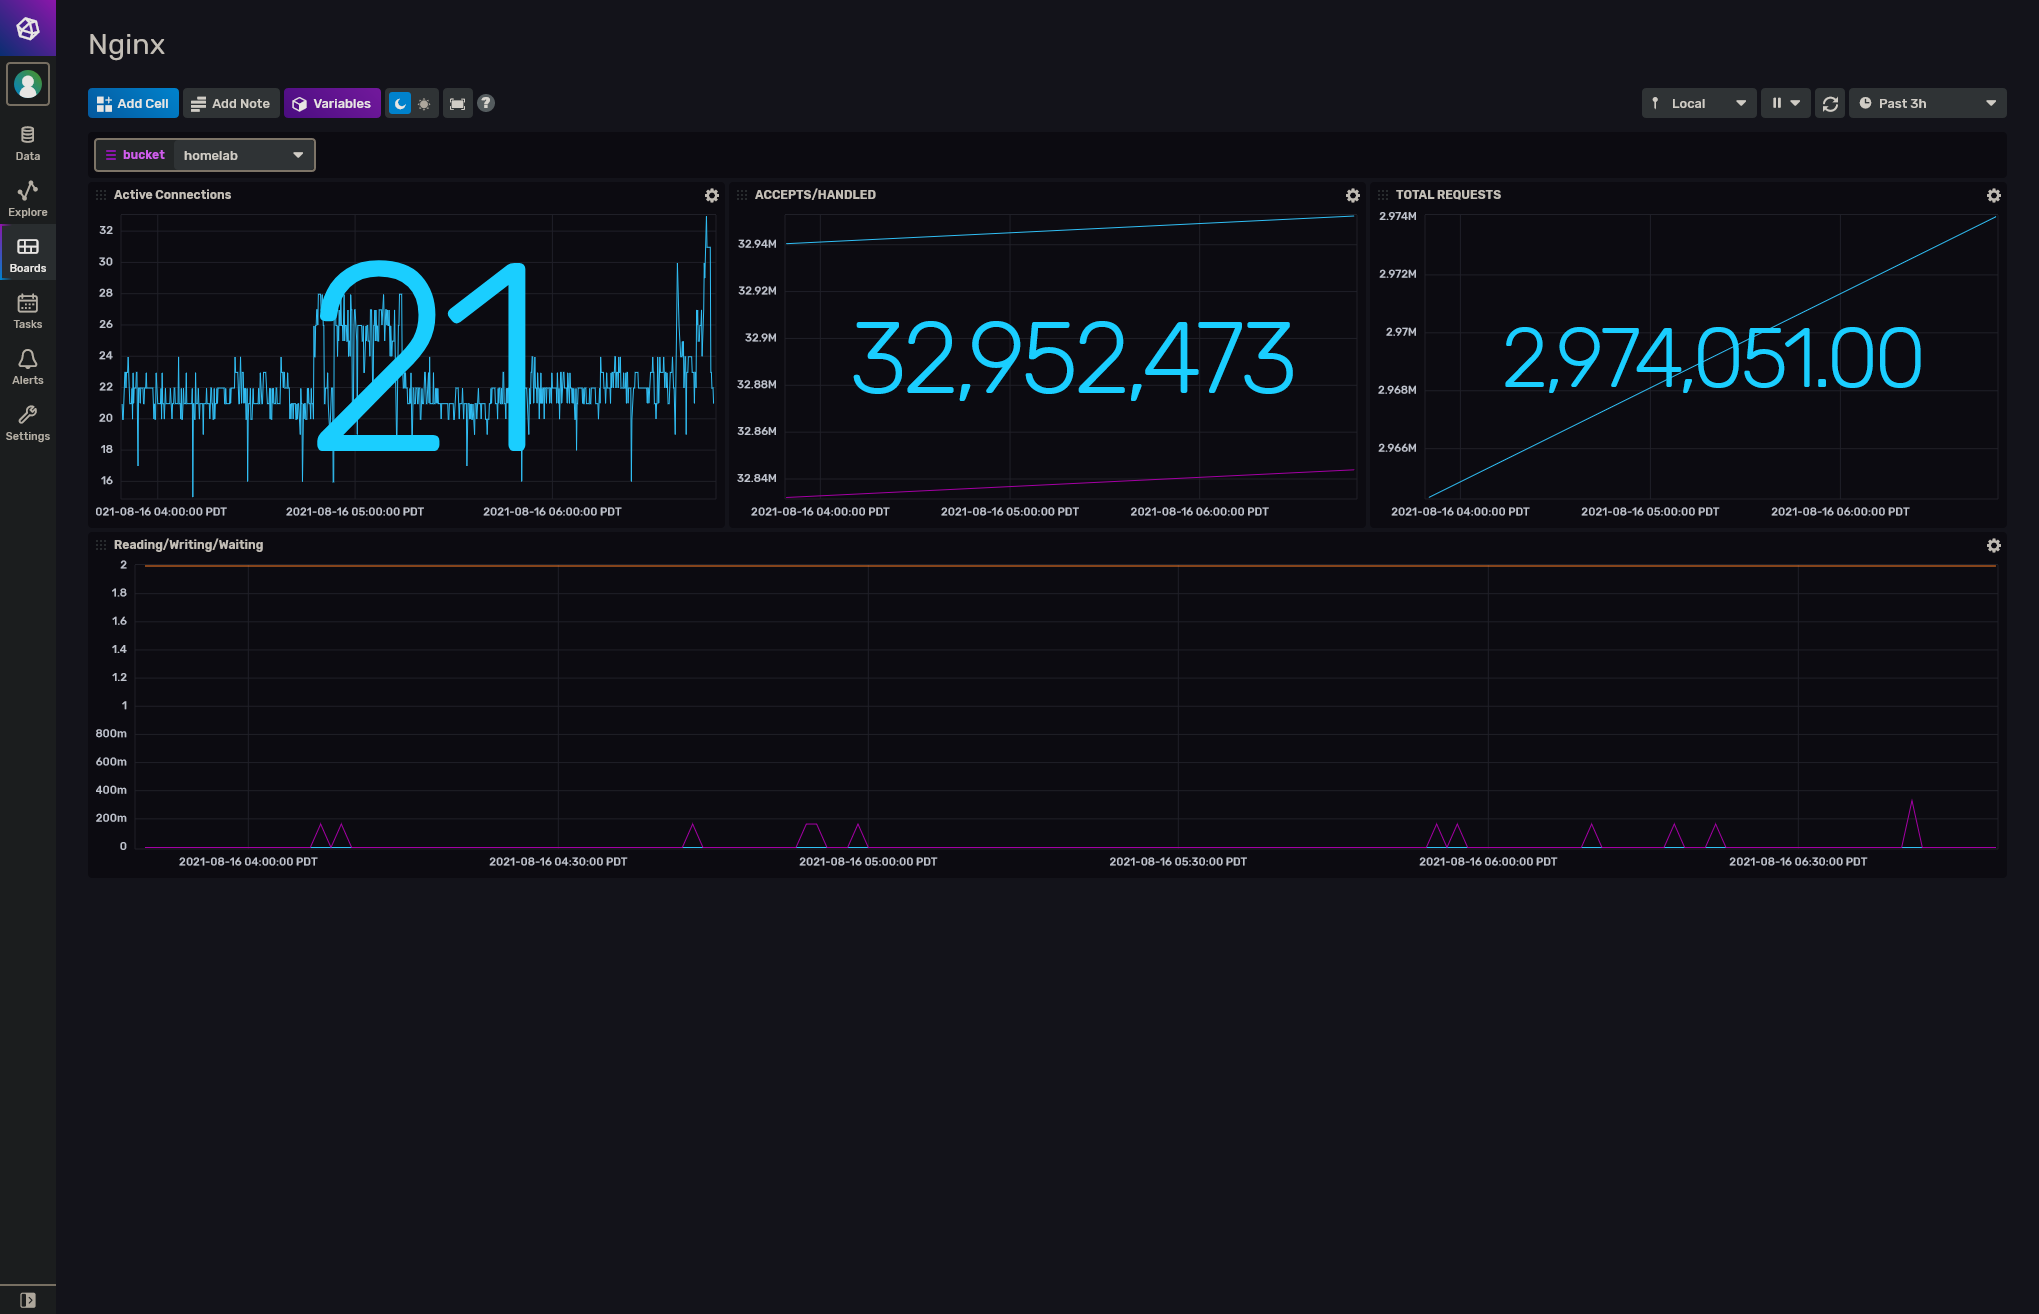 Nginx
Add Cell
Add Note
Variables
?
Local
Past 3h
Data
Explore
Boards
Tasks
Alerts
Settings
bucket
homelab
Active Connections
32
30
28
26
24
22
20
18
16
21
021-08-16 04:00:00 PDT
2021-08-16 05:00:00 PDT
2021-08-16 06:00:00 PDT
ACCEPTS/HANDLED
32.94M
32.92M
32.9M
32.88M
32.86M
32.84M
32,952,473
2021-08-16 04:00:00 PDT
2021-08-16 05:00:00 PDT
2021-08-16 06:00:00 PDT
TOTAL REQUESTS
2.974M
2.972M
2.97M
2.968M
2.966M
2,974,051.00
2021-08-16 04:00:00 PDT
2021-08-16 05:00:00 PDT
2021-08-16 06:00:00 PDT
Reading/Writing/Waiting
2
1.8
1.6
1.4
1.2
1
800m
600m
400m
200m
0
2021-08-16 04:00:00 PDT
2021-08-16 04:30:00 PDT
2021-08-16 05:00:00 PDT
2021-08-16 05:30:00 PDT
2021-08-16 06:00:00 PDT
2021-08-16 06:30:00 PDT